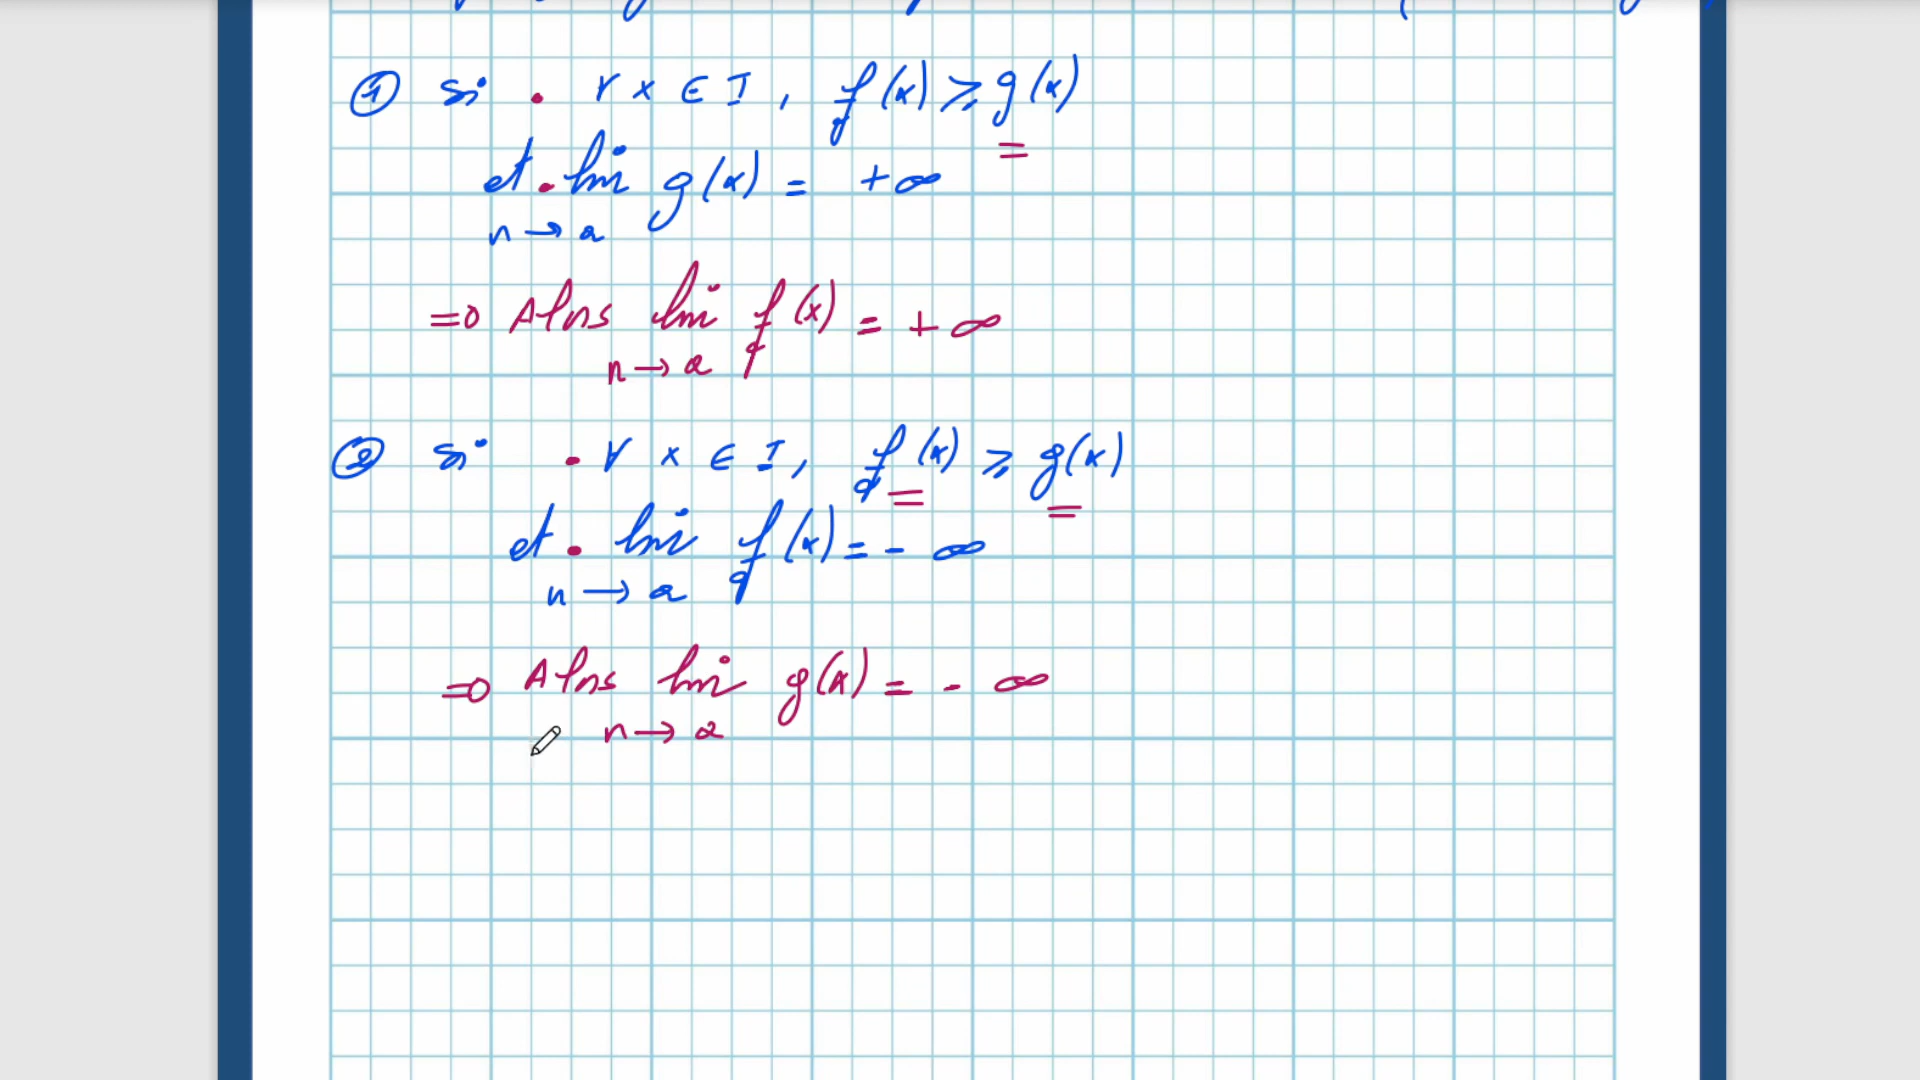 ① si • ∀ x ∈ I, f(x) ⩾ g(x)
et • lim g(x) = +∞
n → a
⇒ Alors lim f(x) = +∞
n → a
② si • ∀ x ∈ I, f(x) ⩾ g(x)
et • lim f(x) = - ∞
n → a
⇒ Alors lim g(x) = - ∞
n → a